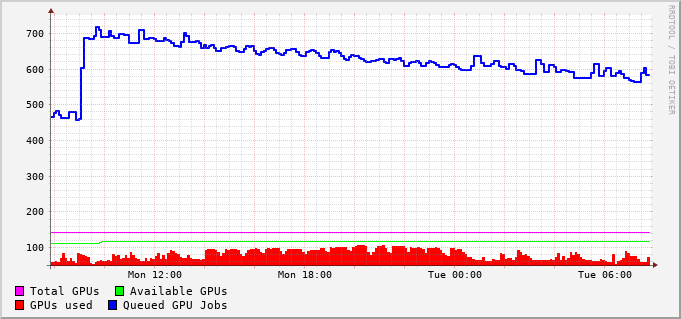 RRDTOOL / TOBI OETIKER
700
600
500
400
300
200
100
Mon 12:00 Mon 18:00 Tue 00:00 Tue 06:00
Total GPUs Available GPUs
GPUs used Queued GPU Jobs